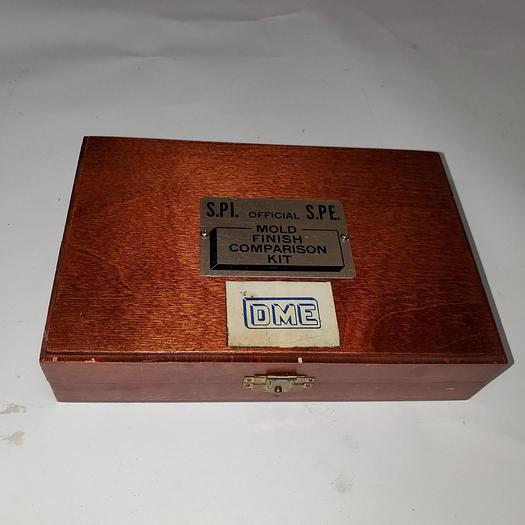 S.P.I. OFFICIAL S.P.E.
MOLD
FINISH
COMPARISON
KIT
DME